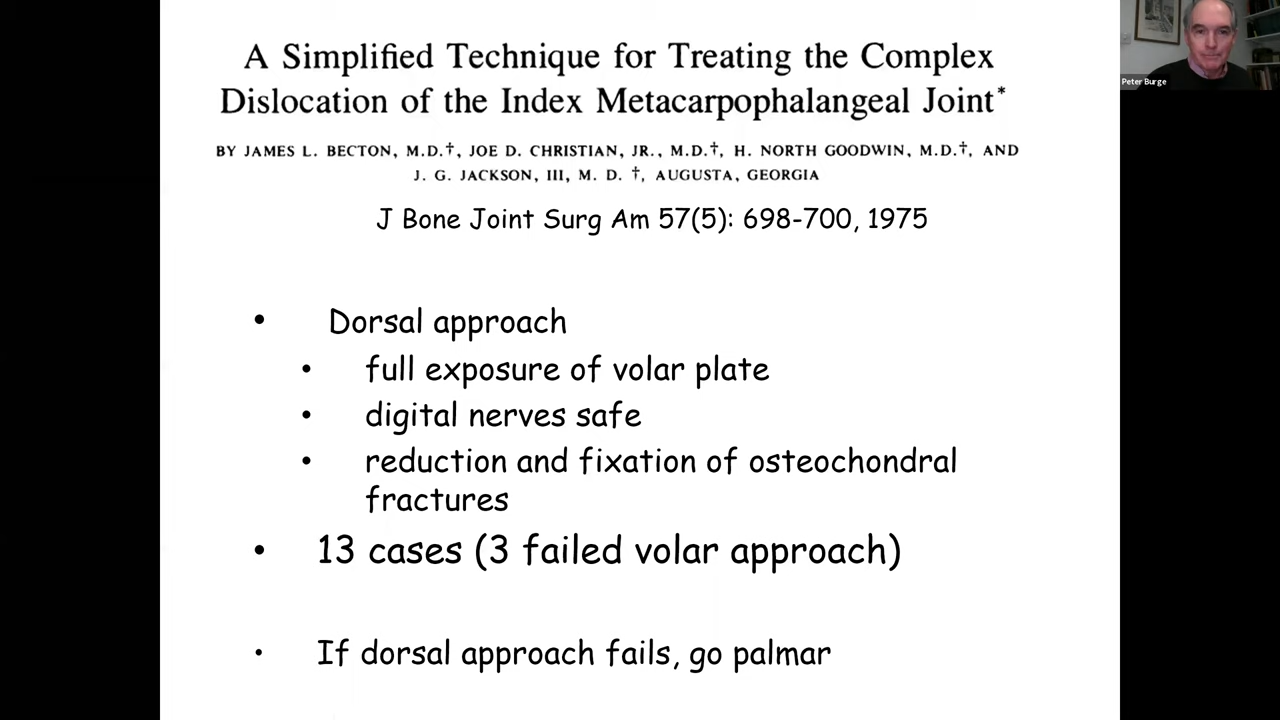 A Simplified Technique for Treating the Complex
Dislocation of the Index Metacarpophalangeal Joint*
BY JAMES L. BECTON, M.D.†, JOE D. CHRISTIAN, JR., M.D.†, H. NORTH GOODWIN, M.D.†, AND
J. G. JACKSON, III, M. D. †, AUGUSTA, GEORGIA
J Bone Joint Surg Am 57(5): 698-700, 1975
• Dorsal approach
• full exposure of volar plate
• digital nerves safe
• reduction and fixation of osteochondral
fractures
• 13 cases (3 failed volar approach)
• If dorsal approach fails, go palmar
Peter Burge